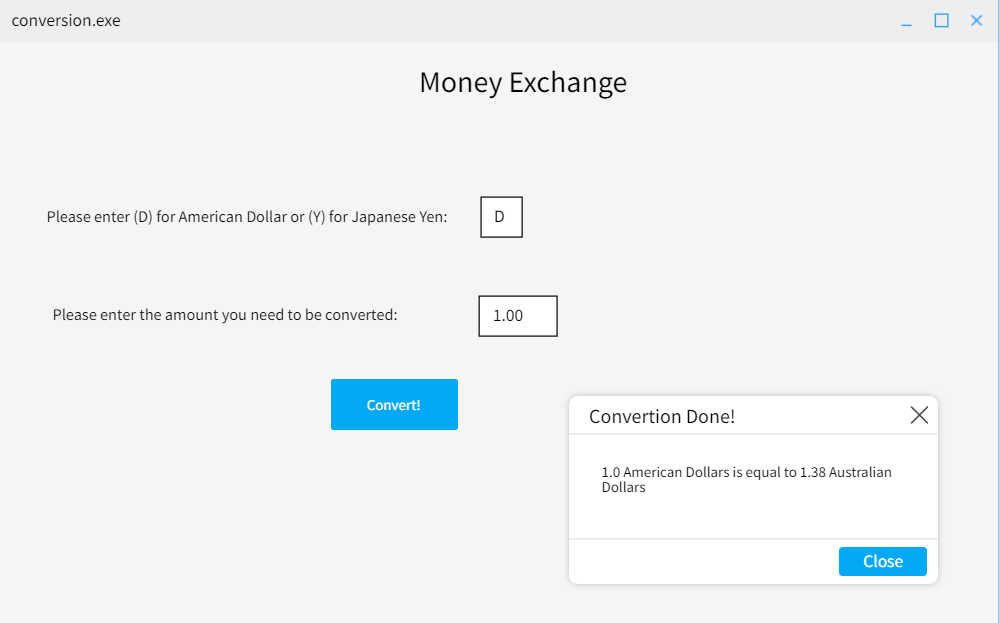 conversion.exe
Money Exchange
Please enter (D) for American Dollar or (Y) for Japanese Yen:
D
Please enter the amount you need to be converted:
1.00
Convert!
Convertion Done!
1.0 American Dollars is equal to 1.38 Australian
Dollars
Close